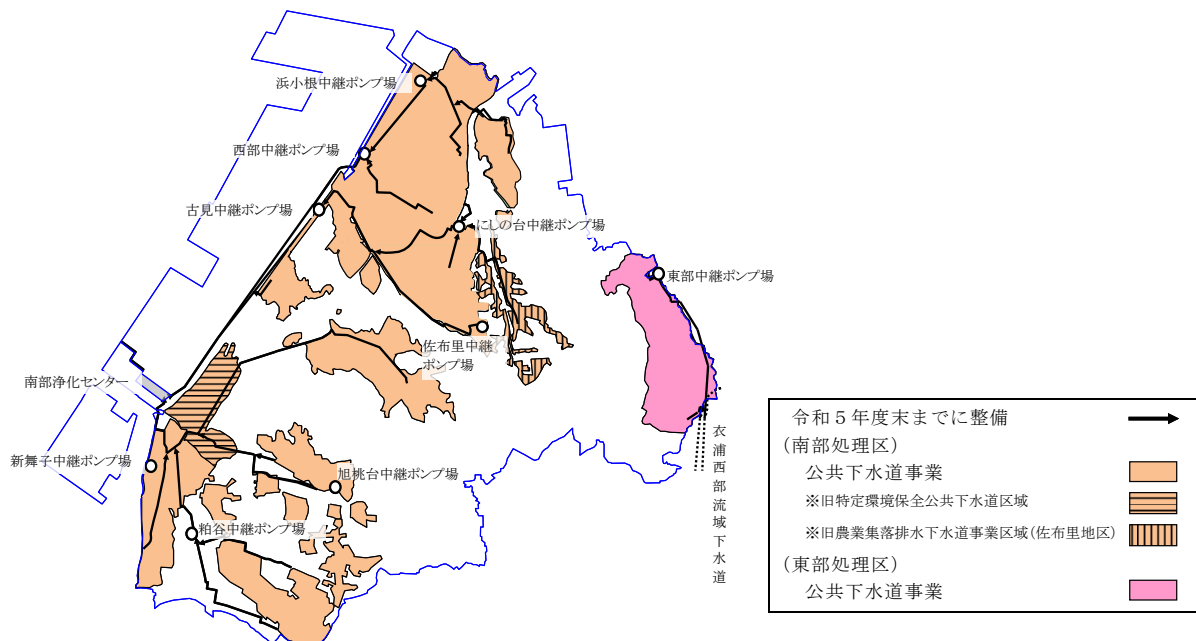 浜小根中継ポンプ場
西部中継ポンプ場
古見中継ポンプ場
にしの台中継ポンプ場
東部中継ポンプ場
佐布里中継
ポンプ場
南部浄化センター
新舞子中継ポンプ場
旭桃台中継ポンプ場
粕谷中継ポンプ場
衣浦西部流域下水道
令和５年度末までに整備
(南部処理区)
公共下水道事業
※旧特定環境保全公共下水道区域
※旧農業集落排水下水道事業区域(佐布里地区)
(東部処理区)
公共下水道事業